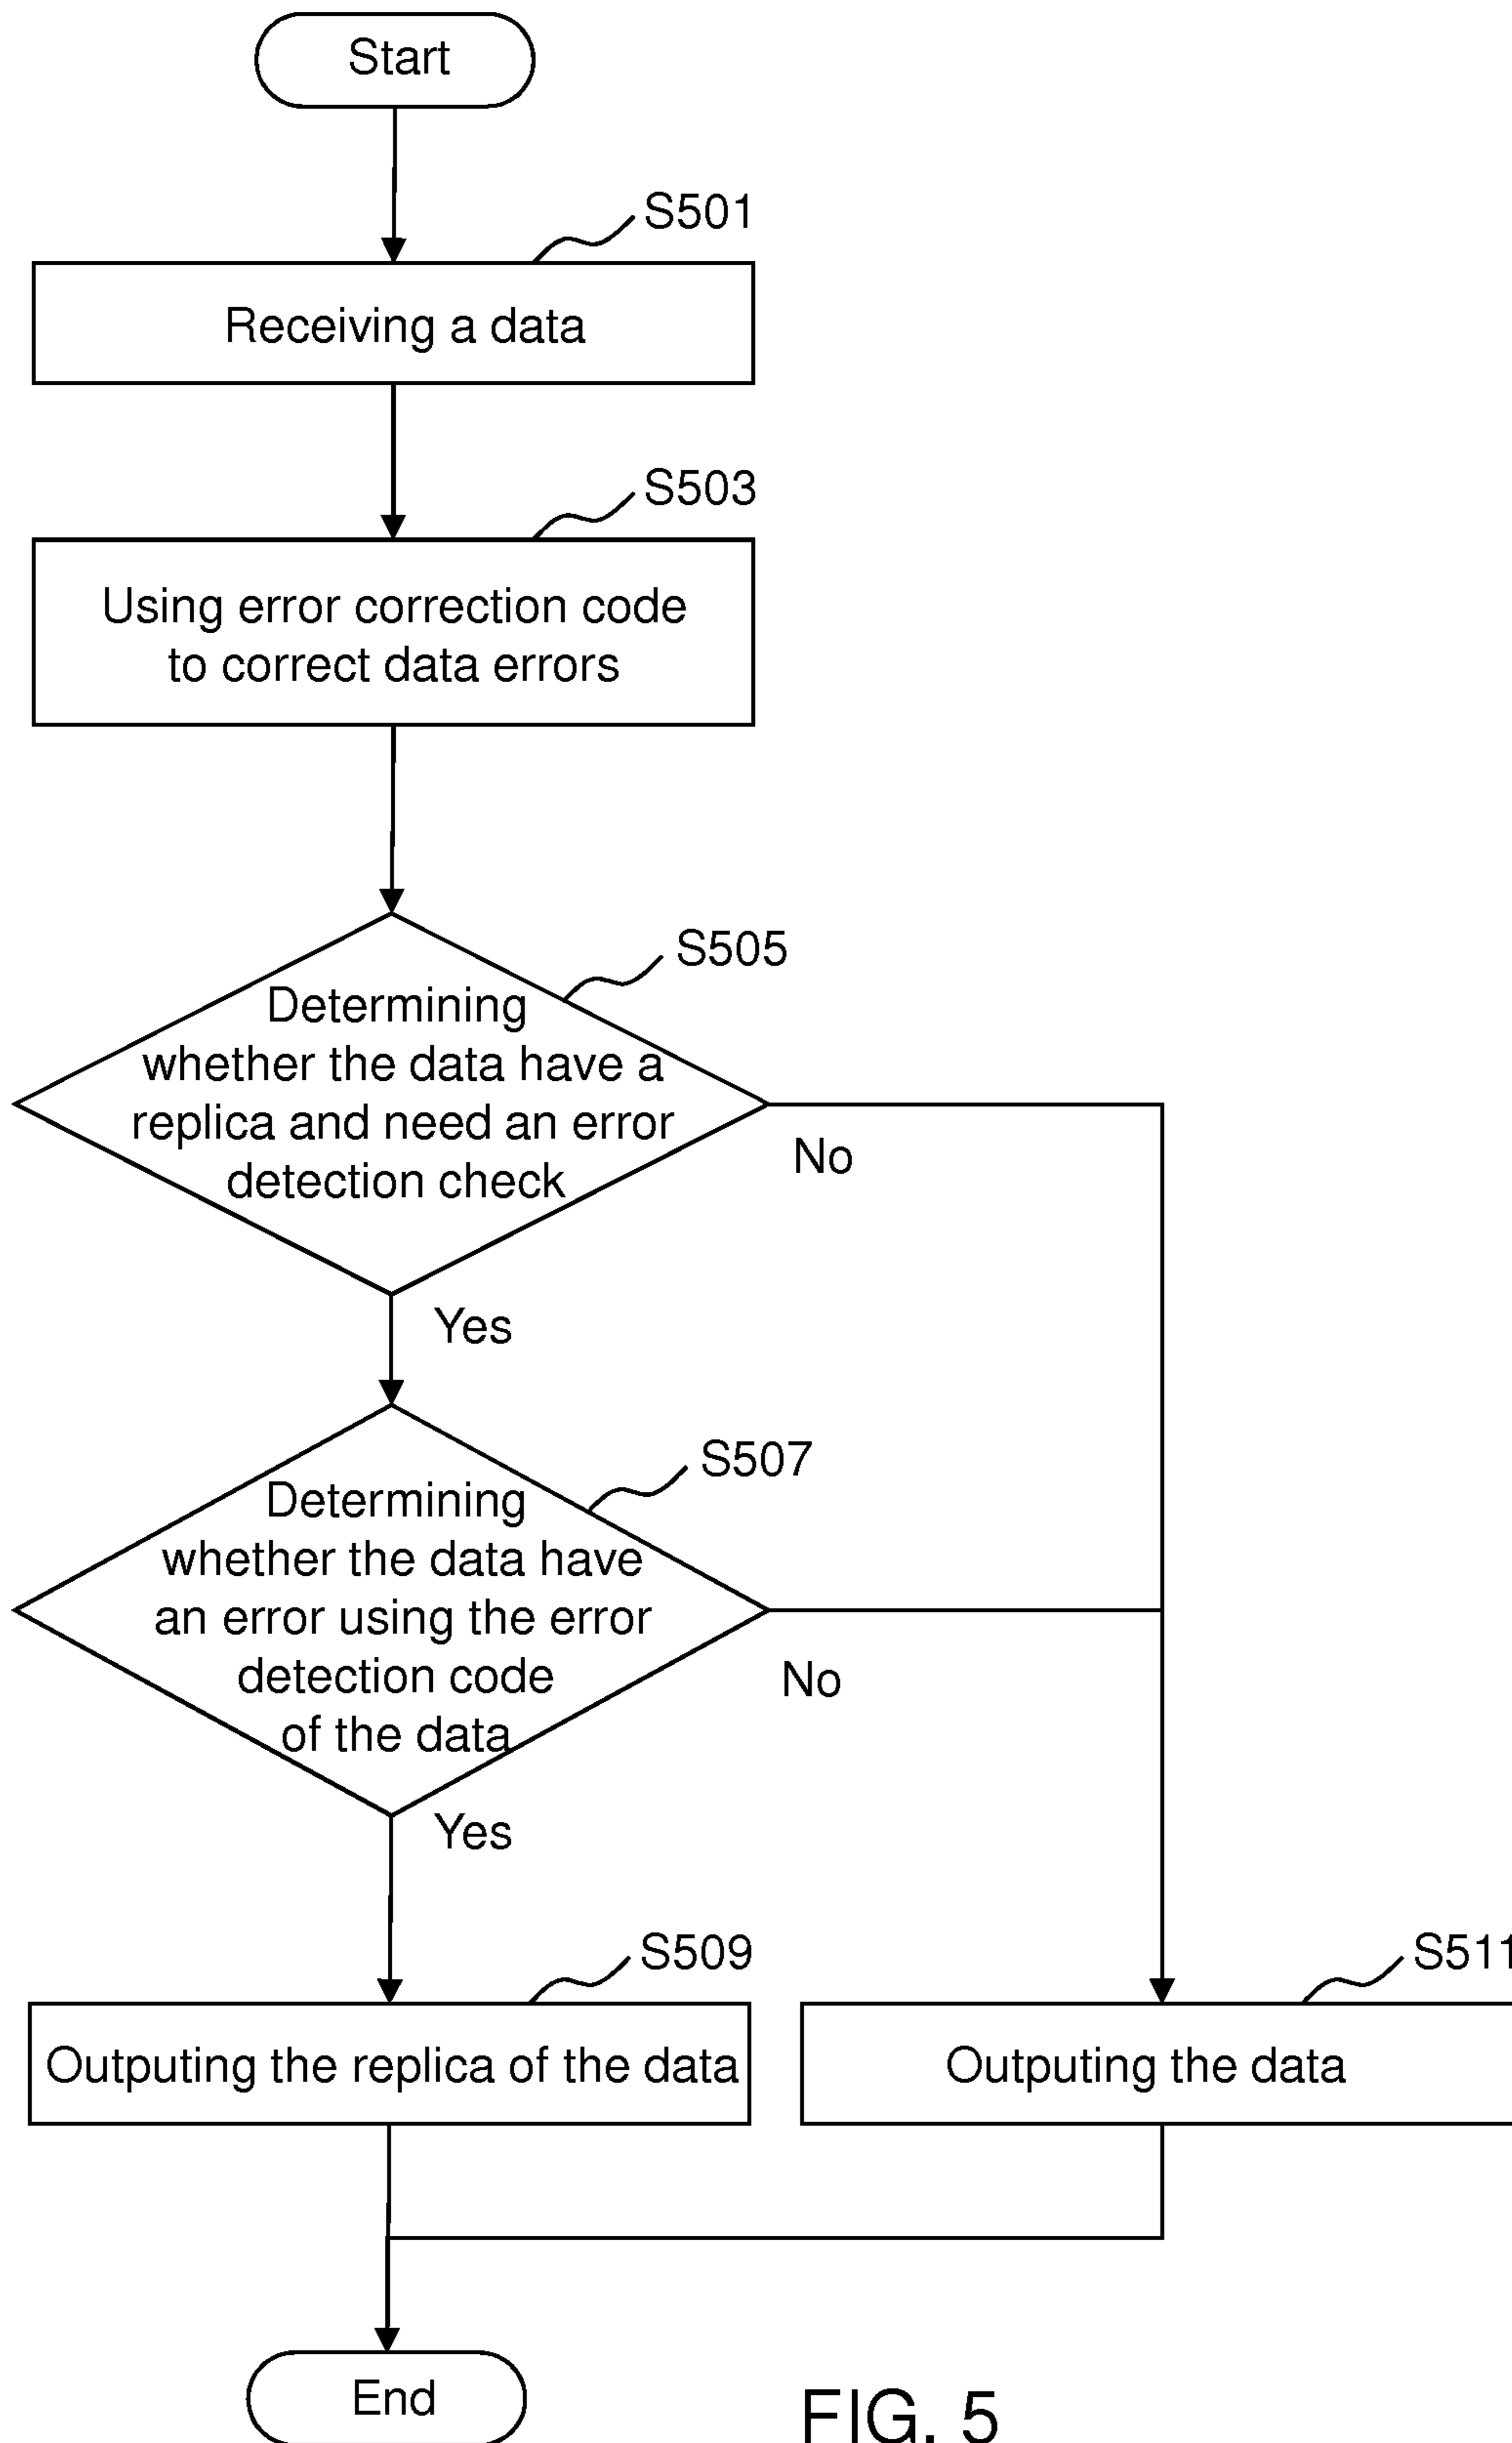 Start
S501
Receiving a data
S503
Using error correction code
to correct data errors
S505
Determining
whether the data have a
replica and need an error
detection check
No
Yes
S507
Determining
whether the data have
an error using the error
detection code
of the data
No
Yes
S509
S511
Outputing the replica of the data
Outputing the data
End
FIG. 5